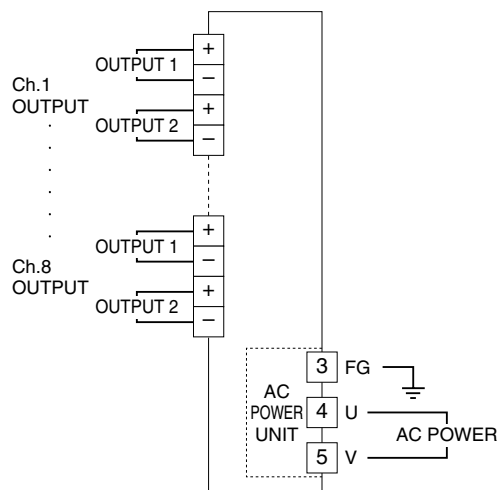 Ch.1
OUTPUT
OUTPUT 1
+
−
OUTPUT 2
+
−
Ch.8
OUTPUT
OUTPUT 1
+
−
OUTPUT 2
+
−
AC
POWER
UNIT
3 FG
4 U
5 V
AC POWER